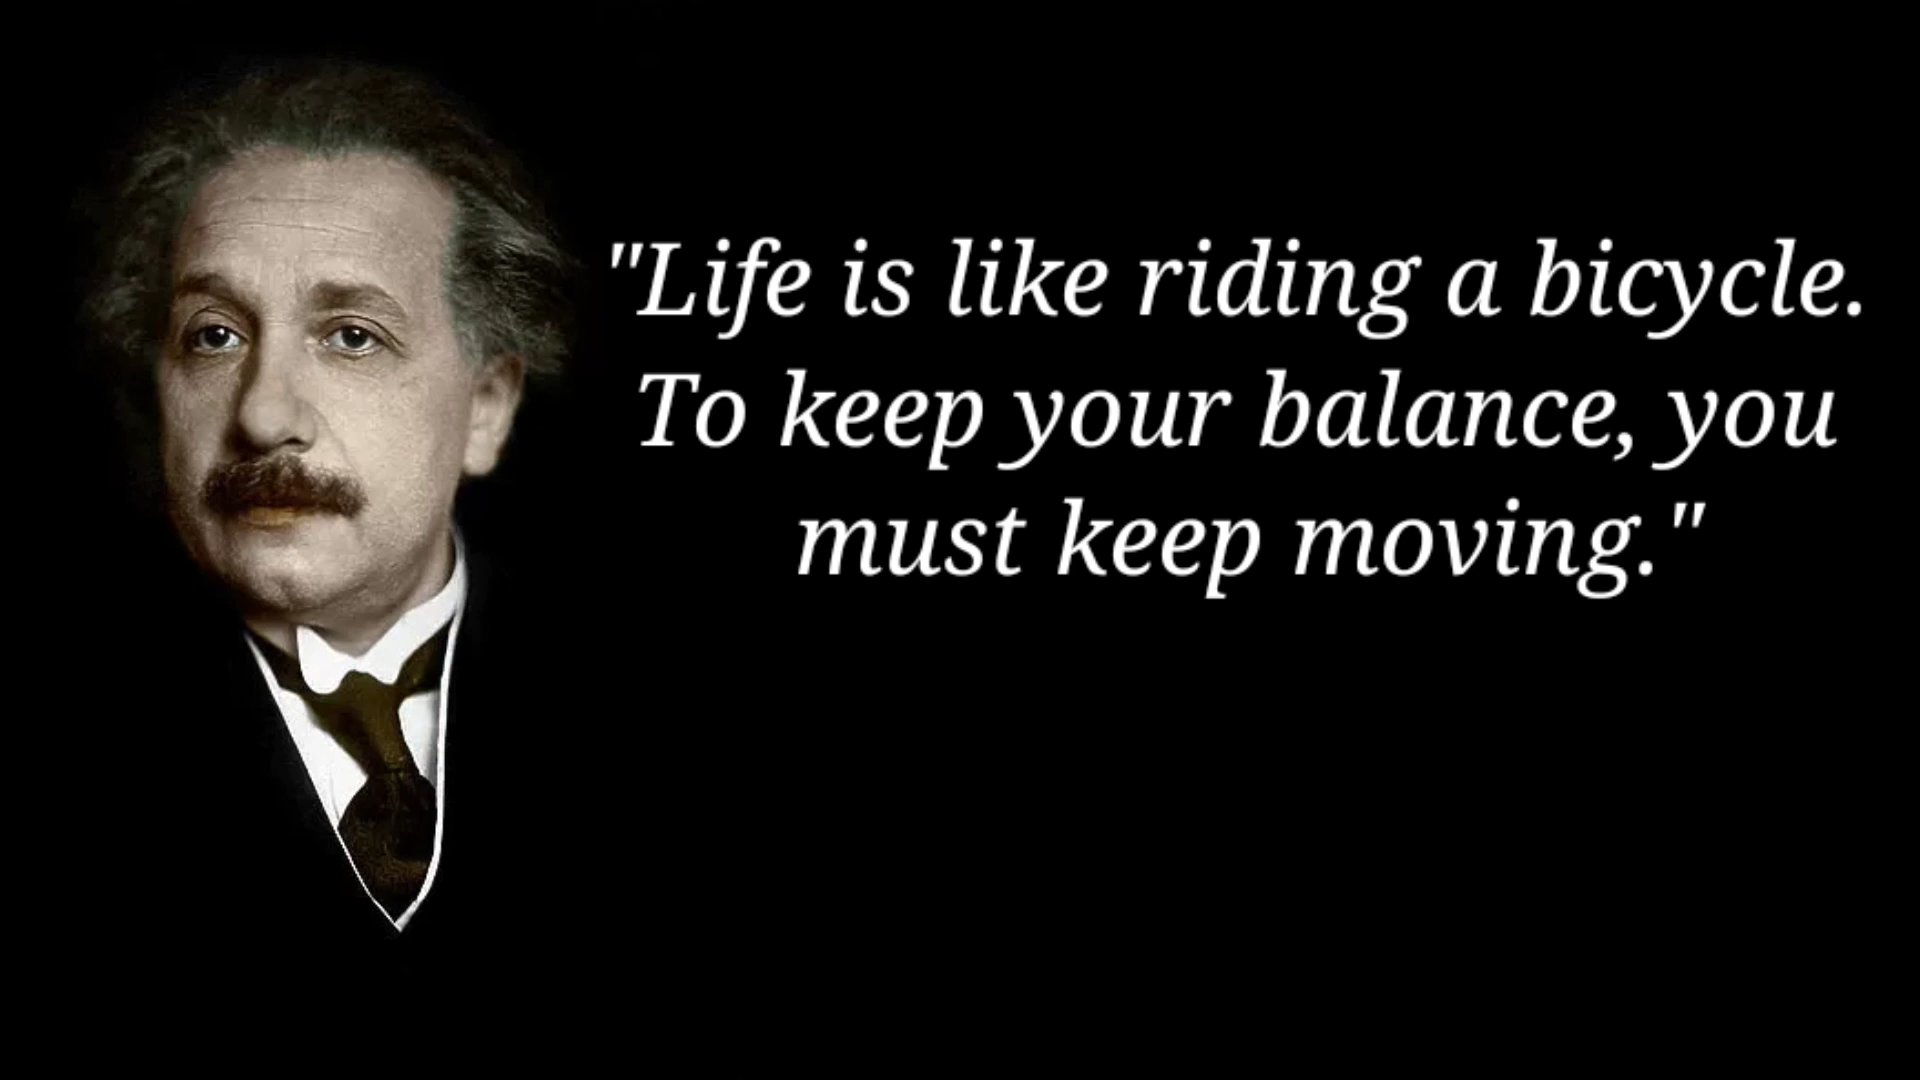 "Life is like riding a bicycle.
To keep your balance, you
must keep moving."